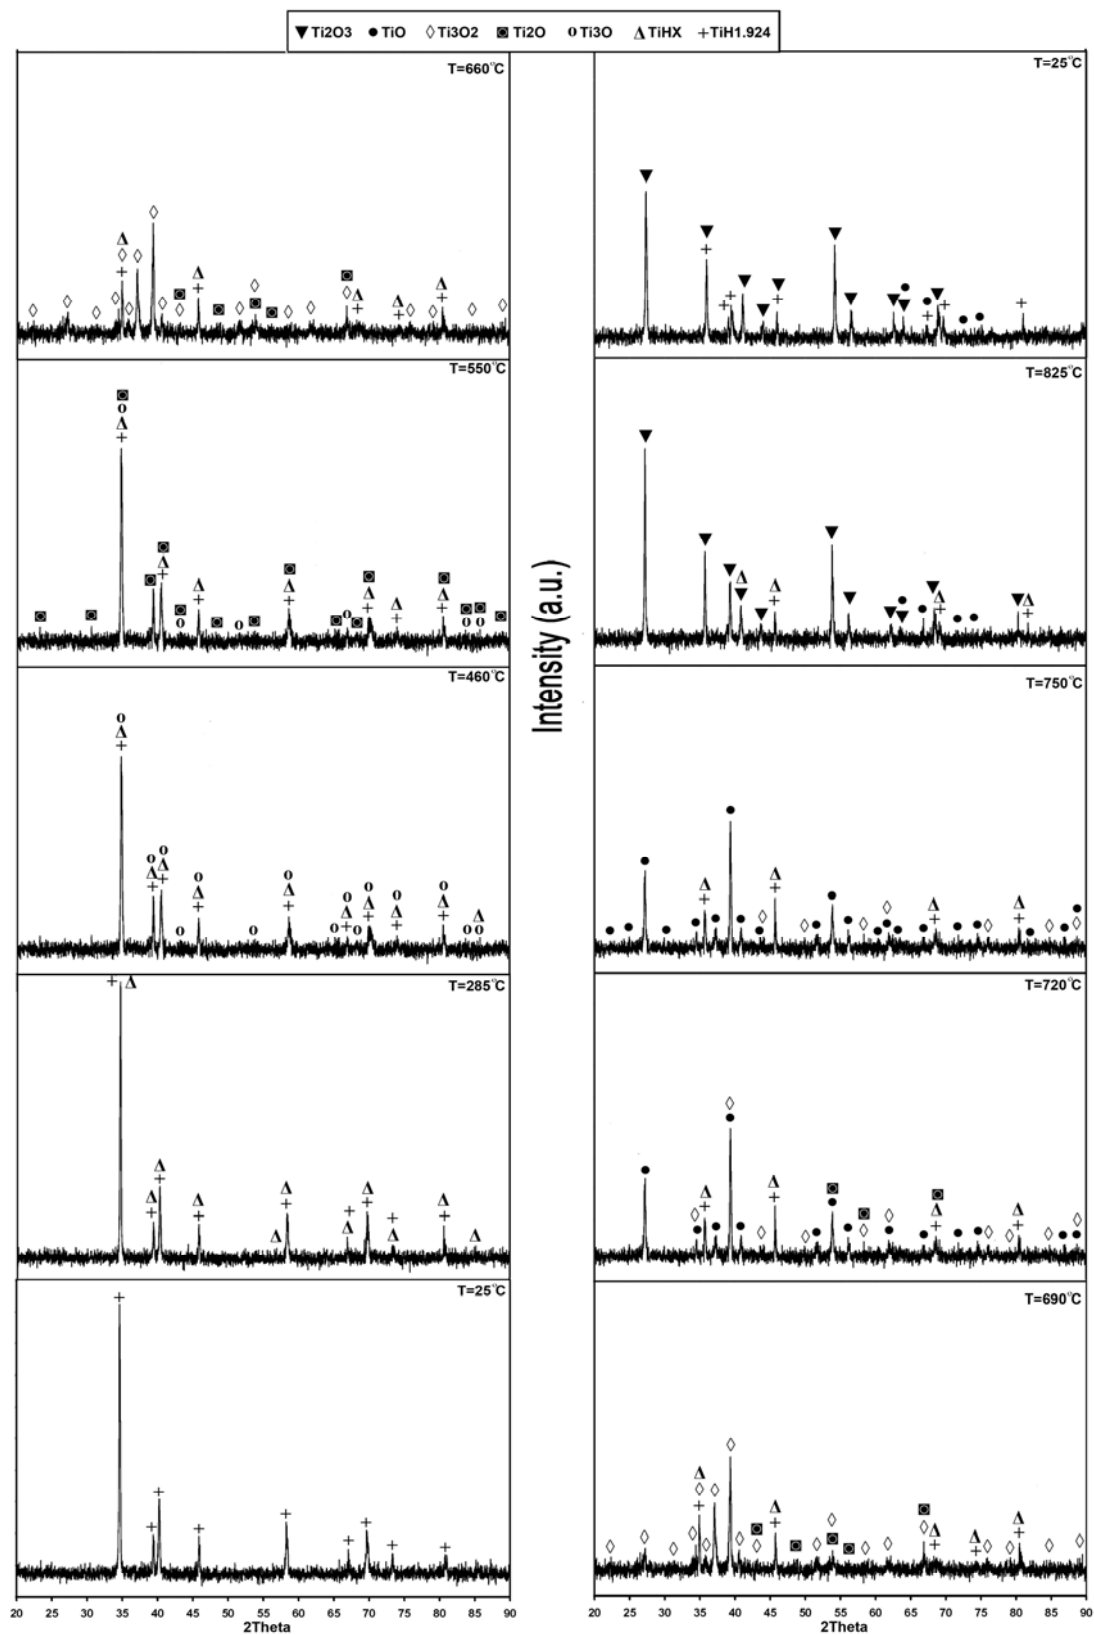 ▼Ti2O3 ●TiO ◇Ti3O2 ◙Ti2O oTi3O ΔTiHX +TiH1.924
T=660°C
T=550°C
T=460°C
T=285°C
T=25°C
20 25 30 35 40 45 50 55 60 65 70 75 80 85 90
2Theta
Intensity (a.u.)
T=25°C
T=825°C
T=750°C
T=720°C
T=690°C
20 25 30 35 40 45 50 55 60 65 70 75 80 85 90
2Theta